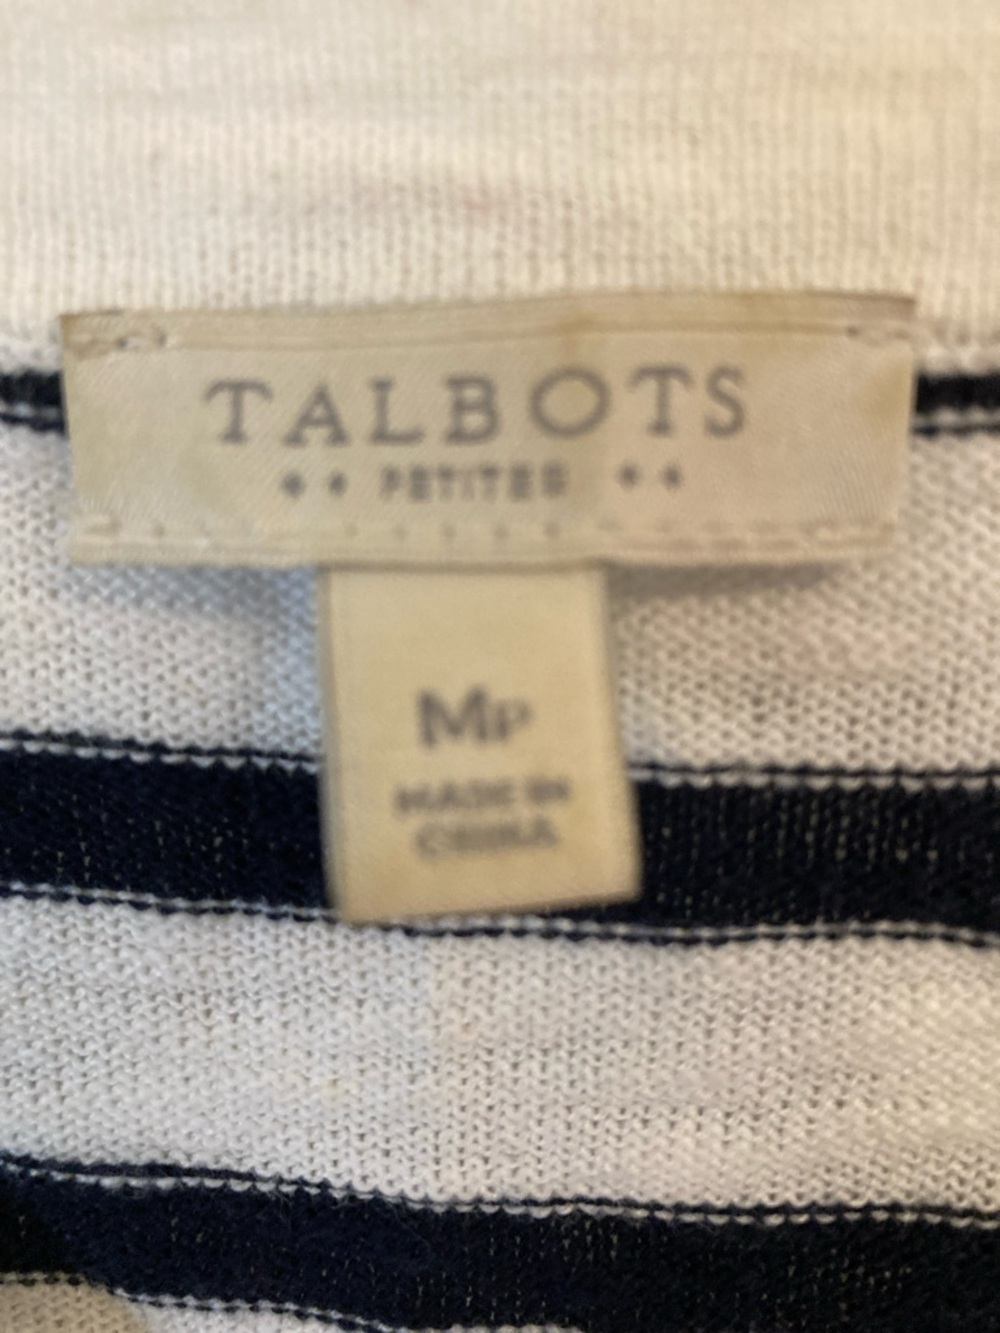 TALBOTS
PETITES
MP
MADE IN
CHINA